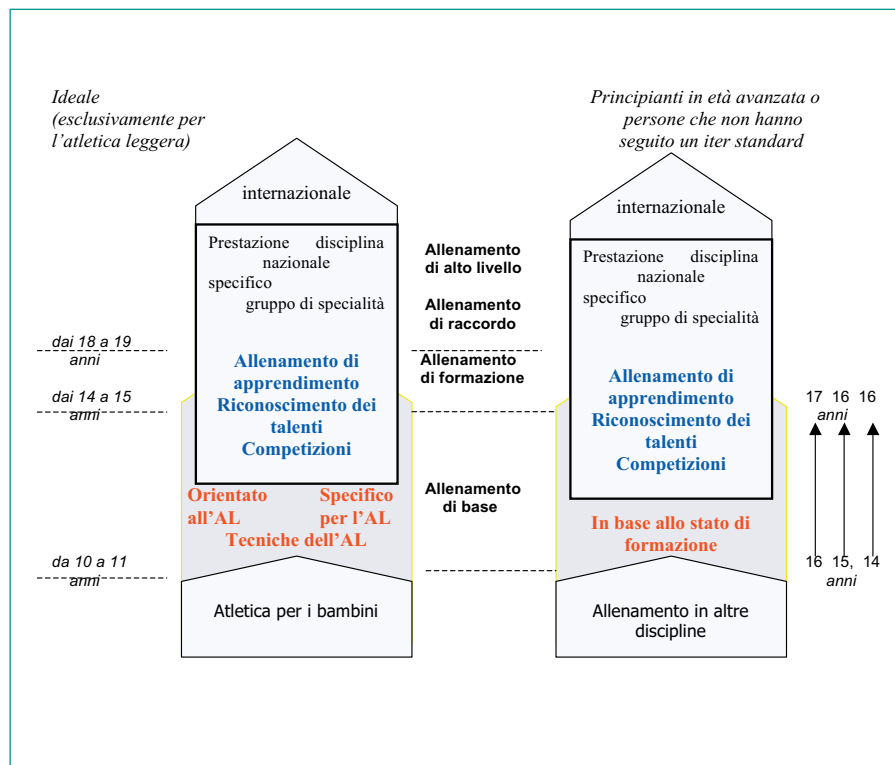 Ideale
(esclusivamente per
l'atletica leggera)
Principianti in età avanzata o
persone che non hanno
seguito un iter standard
internazionale
Prestazione disciplina
nazionale
specifico
gruppo di specialità
Allenamento di
apprendimento
Riconoscimento dei
talenti
Competizioni
Orientato
all'AL
Specifico
per l'AL
Tecniche dell'AL
Atletica per i bambini
dai 18 a 19
anni
dai 14 a 15
anni
da 10 a 11
anni
Allenamento
di alto livello
Allenamento
di raccordo
Allenamento
di formazione
Allenamento
di base
internazionale
Prestazione disciplina
nazionale
specifico
gruppo di specialità
Allenamento di
apprendimento
Riconoscimento dei
talenti
Competizioni
In base allo stato di
formazione
Allenamento in altre
discipline
17 16 16
anni
16 15, 14
anni